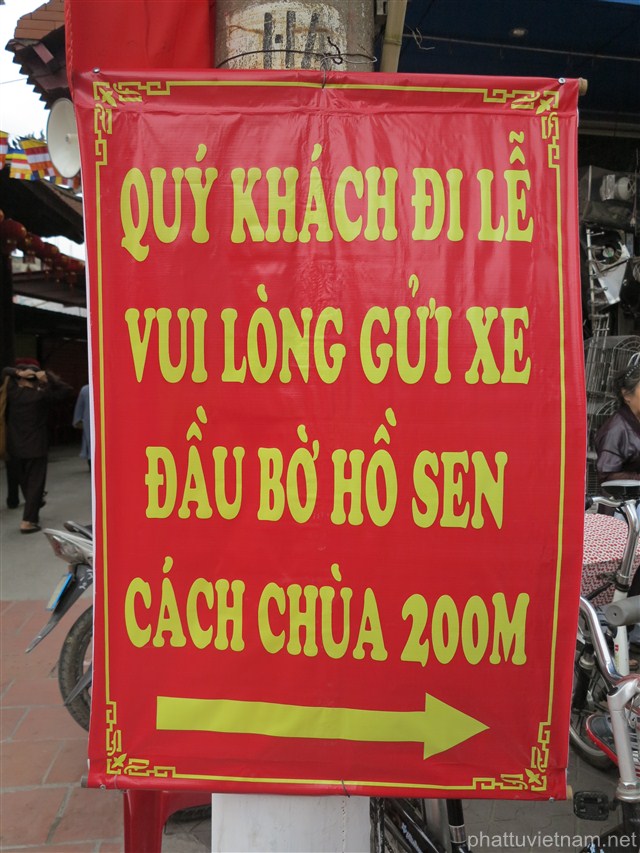 QUÝ KHÁCH ĐI LỄ
VUI LÒNG GỬI XE
ĐẦU BỜ HỒ SEN
CÁCH CHÙA 200M
phattuvietnam.net